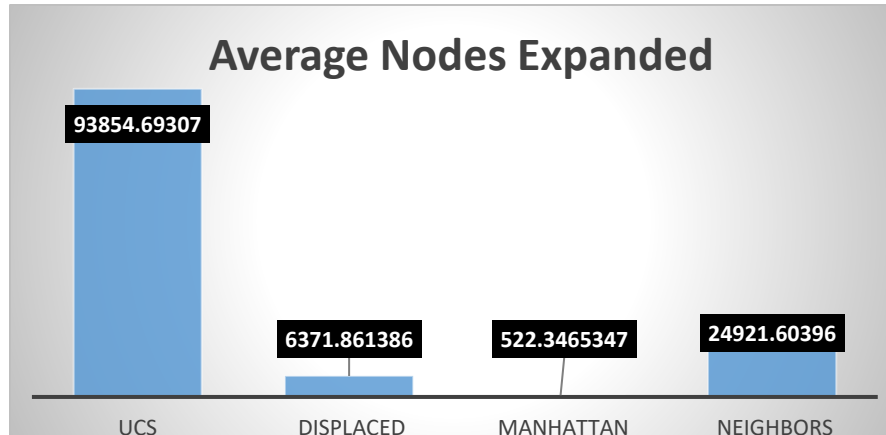 Average Nodes Expanded
93854.69307
6371.861386
522.3465347
24921.60396
UCS
DISPLACED
MANHATTAN
NEIGHBORS